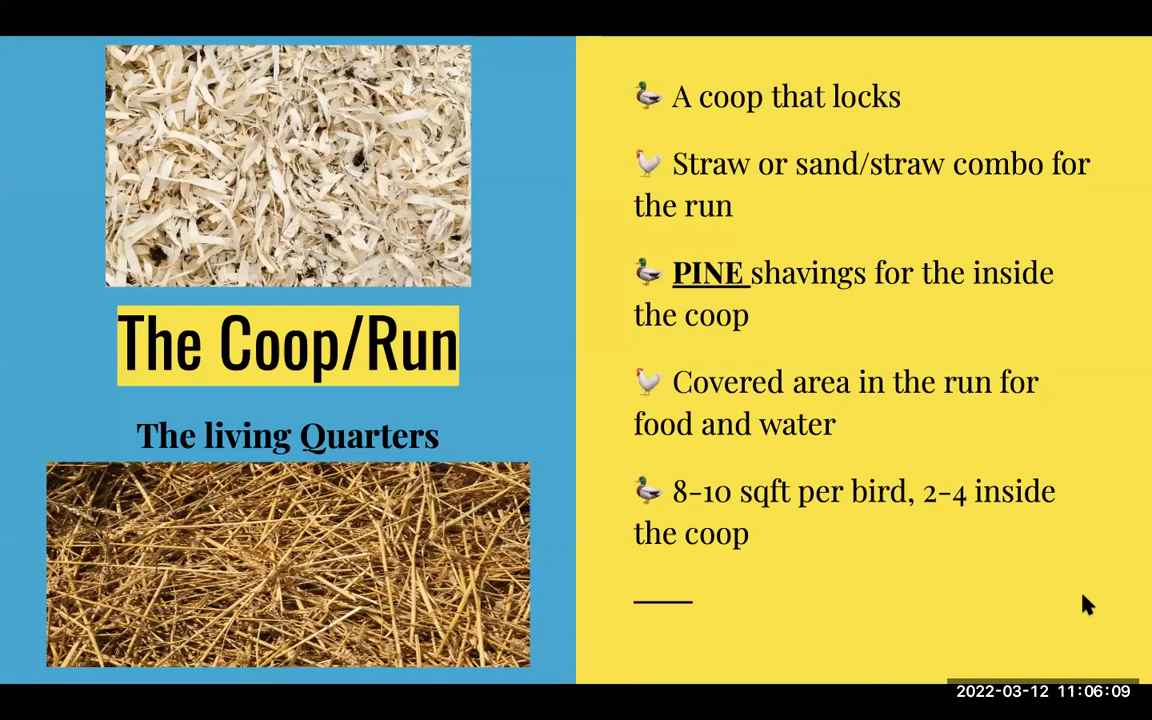 The Coop/Run
The living Quarters
🦆 A coop that locks
🐓 Straw or sand/straw combo for
the run
🦆 PINE shavings for the inside
the coop
🐓 Covered area in the run for
food and water
🦆 8-10 sqft per bird, 2-4 inside
the coop
2022-03-12 11:06:09